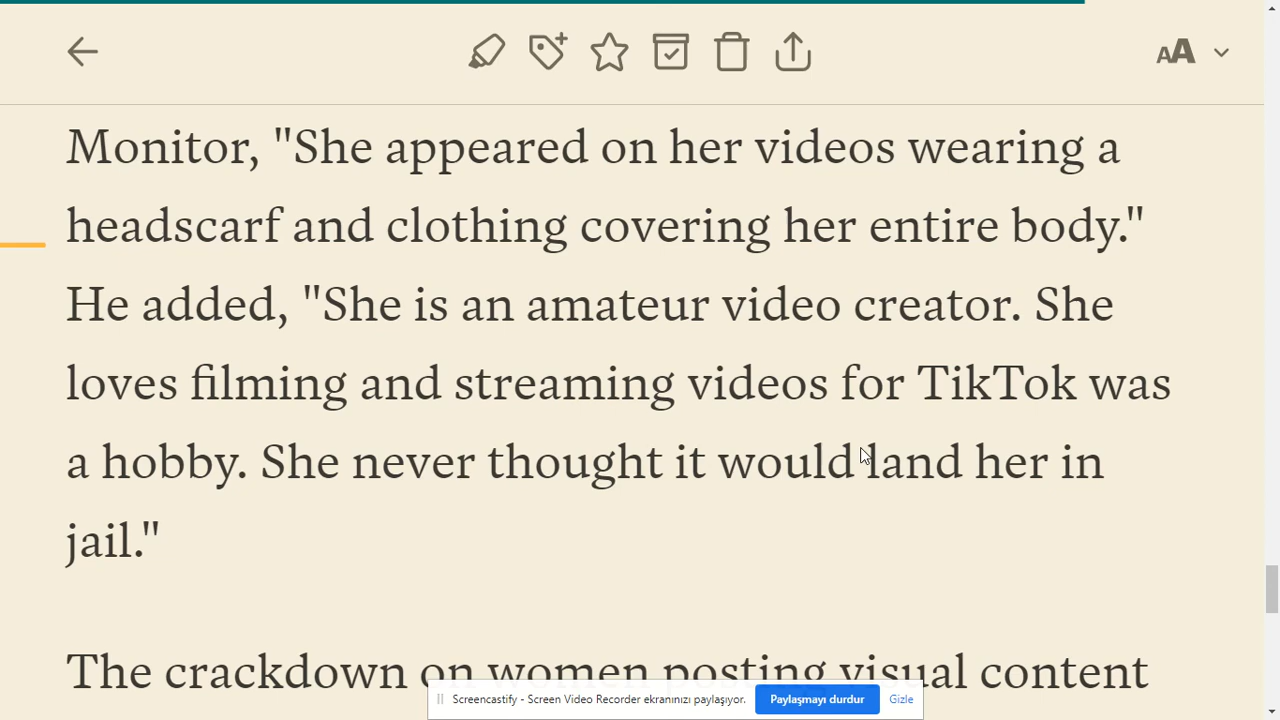 AA
Monitor, "She appeared on her videos wearing a
headscarf and clothing covering her entire body."
He added, "She is an amateur video creator. She
loves filming and streaming videos for TikTok was
a hobby. She never thought it would land her in
jail."
The crackdown on women posting visual content
Screencastify - Screen Video Recorder ekranınızı paylaşıyor.
Paylaşmayı durdur
Gizle